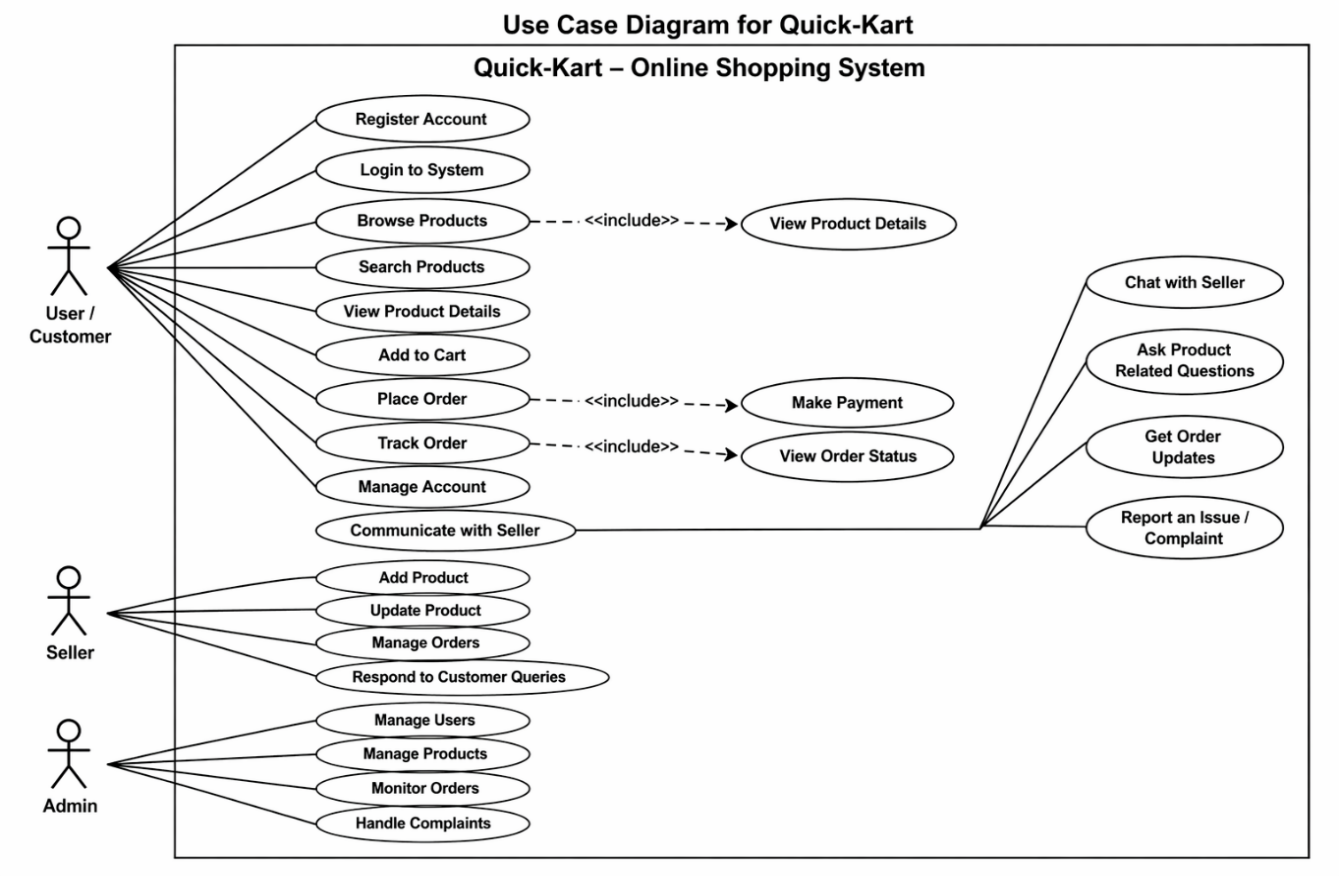 Use Case Diagram for Quick-Kart
Quick-Kart – Online Shopping System
Register Account
Login to System
Browse Products
<<include>>
View Product Details
Search Products
View Product Details
Add to Cart
Place Order
<<include>>
Make Payment
Track Order
<<include>>
View Order Status
Manage Account
Communicate with Seller
Chat with Seller
Ask Product
Related Questions
Get Order
Updates
Report an Issue /
Complaint
User /
Customer
Add Product
Update Product
Manage Orders
Respond to Customer Queries
Seller
Manage Users
Manage Products
Monitor Orders
Handle Complaints
Admin